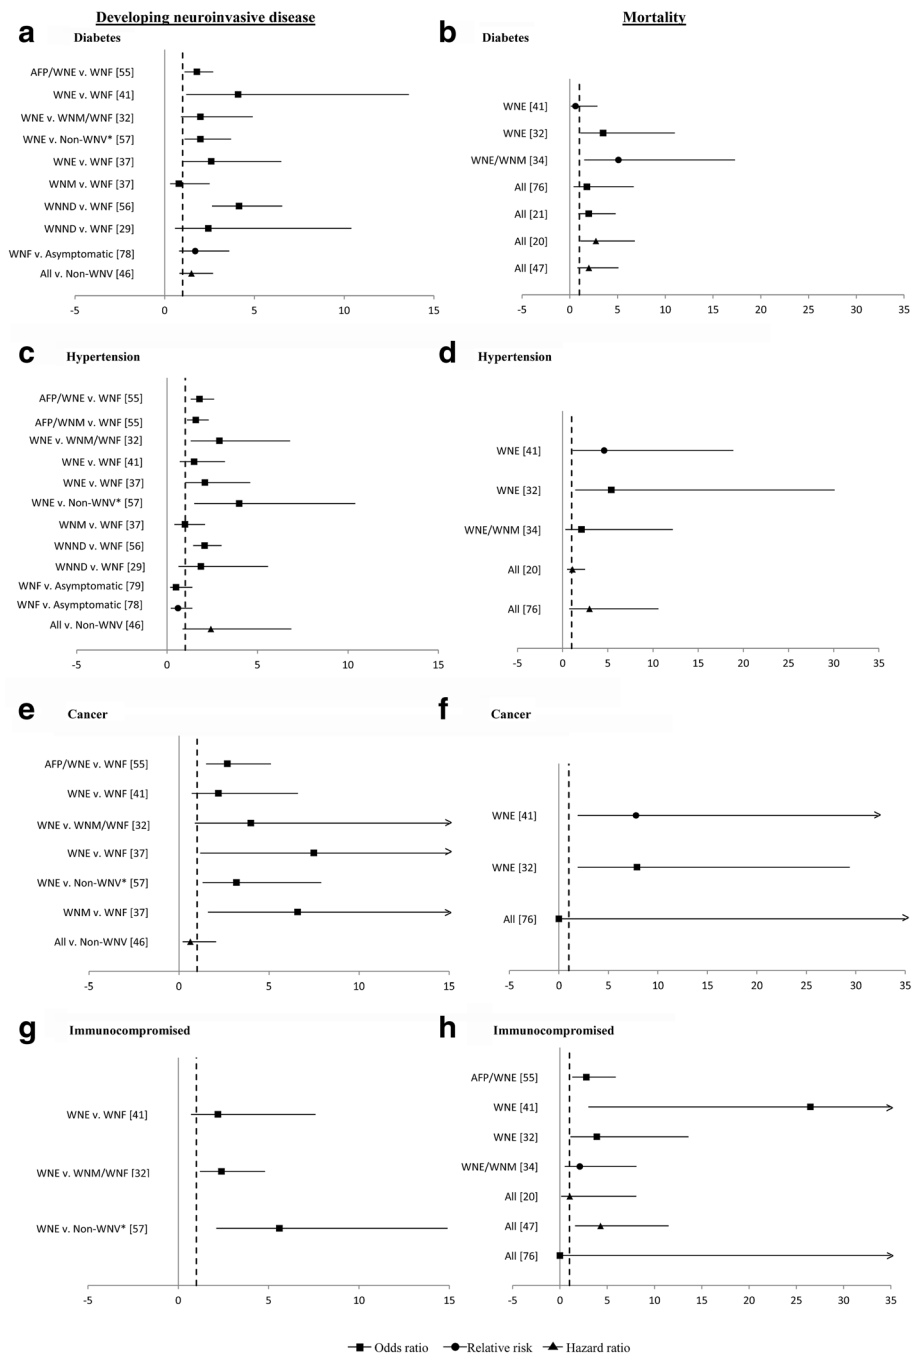 Developing neuroinvasive disease
Mortality
a
Diabetes
AFP/WNE v. WNF [55]
WNE v. WNF [41]
WNE v. WNM/WNF [32]
WNE v. Non-WNV* [57]
WNE v. WNF [37]
WNM v. WNF [37]
WNND v. WNF [56]
WNND v. WNF [29]
WNF v. Asymptomatic [78]
All v. Non-WNV [46]
-5 0 5 10 15
b
Diabetes
WNE [41]
WNE [32]
WNE/WNM [34]
All [76]
All [21]
All [20]
All [47]
-5 0 5 10 15 20 25 30 35
c
Hypertension
AFP/WNE v. WNF [55]
AFP/WNM v. WNF [55]
WNE v. WNM/WNF [32]
WNE v. WNF [41]
WNE v. WNF [37]
WNE v. Non-WNV* [57]
WNM v. WNF [37]
WNND v. WNF [56]
WNND v. WNF [29]
WNF v. Asymptomatic [79]
WNF v. Asymptomatic [78]
All v. Non-WNV [46]
-5 0 5 10 15
d
Hypertension
WNE [41]
WNE [32]
WNE/WNM [34]
All [20]
All [76]
-5 0 5 10 15 20 25 30 35
e
Cancer
AFP/WNE v. WNF [55]
WNE v. WNF [41]
WNE v. WNM/WNF [32]
WNE v. WNF [37]
WNE v. Non-WNV* [57]
WNM v. WNF [37]
All v. Non-WNV [46]
-5 0 5 10 15
f
Cancer
WNE [41]
WNE [32]
All [76]
-5 0 5 10 15 20 25 30 35
g
Immunocompromised
WNE v. WNF [41]
WNE v. WNM/WNF [32]
WNE v. Non-WNV* [57]
-5 0 5 10 15
h
Immunocompromised
AFP/WNE [55]
WNE [41]
WNE [32]
WNE/WNM [34]
All [20]
All [47]
All [76]
-5 0 5 10 15 20 25 30 35
Odds ratio Relative risk Hazard ratio